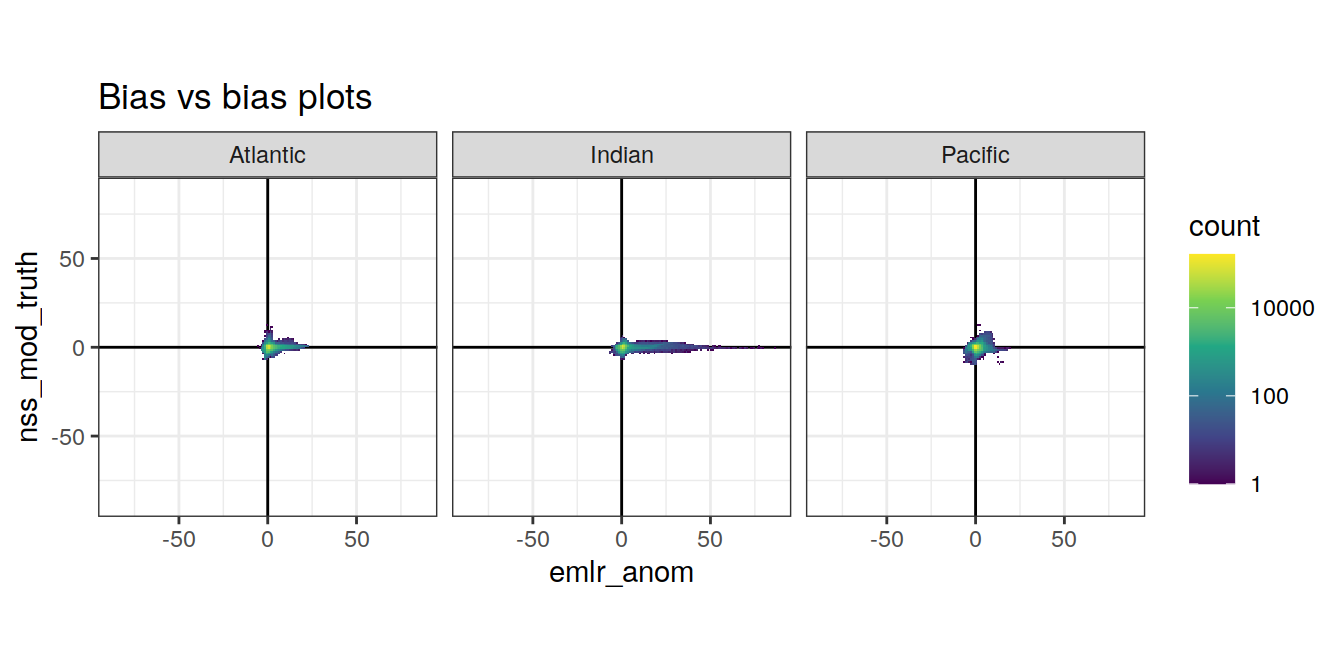 Bias vs bias plots
Atlantic Indian Pacific
nss_mod_truth
50
0
-50
-50 0 50 -50 0 50 -50 0 50
emlr_anom
count
10000
100
1